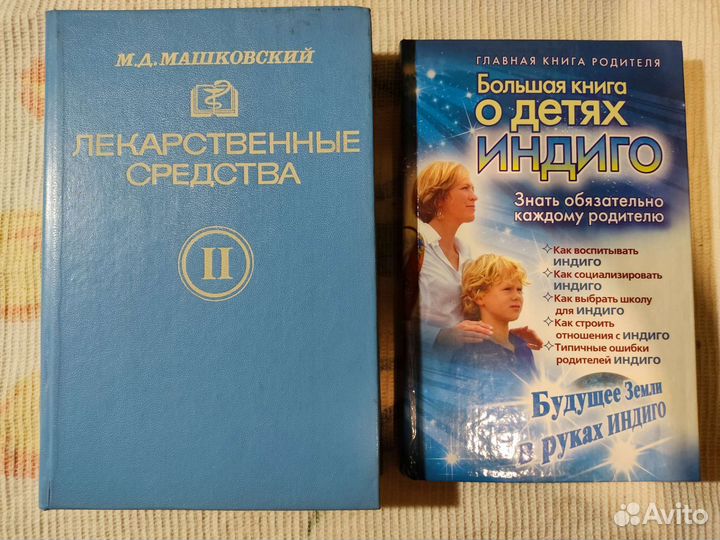 М.Д.МАШКОВСКИЙ
ЛЕКАРСТВЕННЫЕ
СРЕДСТВА
II
ГЛАВНАЯ КНИГА РОДИТЕЛЯ
Большая книга
о детях
ИНДИГО
Знать обязательно
каждому родителю
Как воспитывать
ИНДИГО
Как социализировать
ИНДИГО
Как выбрать школу
для ИНДИГО
Как строить
отношения с ИНДИГО
Типичные ошибки
родителей ИНДИГО
Будущее Земли
в руках ИНДИГО
Avito